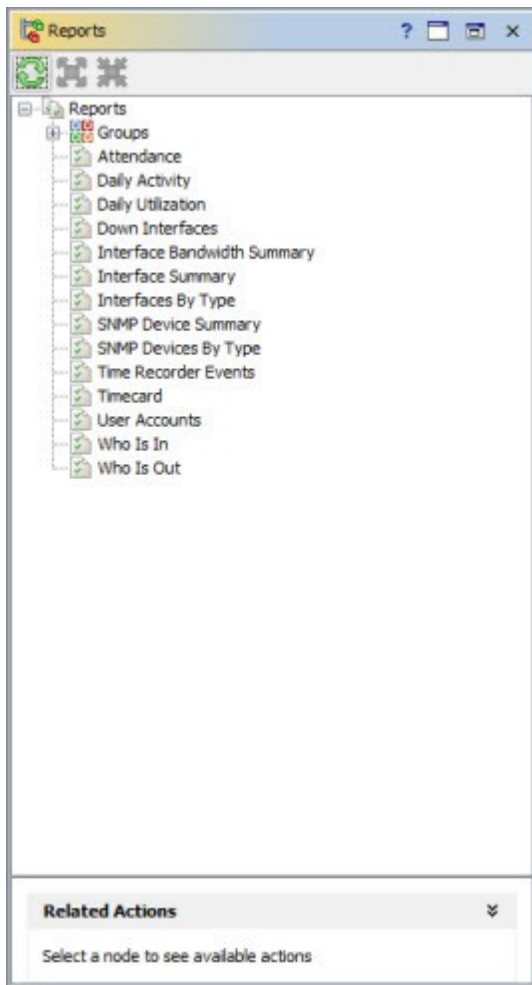 Reports ?
Reports
Groups
Attendance
Daily Activity
Daily Utilization
Down Interfaces
Interface Bandwidth Summary
Interface Summary
Interfaces By Type
SNMP Device Summary
SNMP Devices By Type
Time Recorder Events
Timecard
User Accounts
Who Is In
Who Is Out
Related Actions
Select a node to see available actions